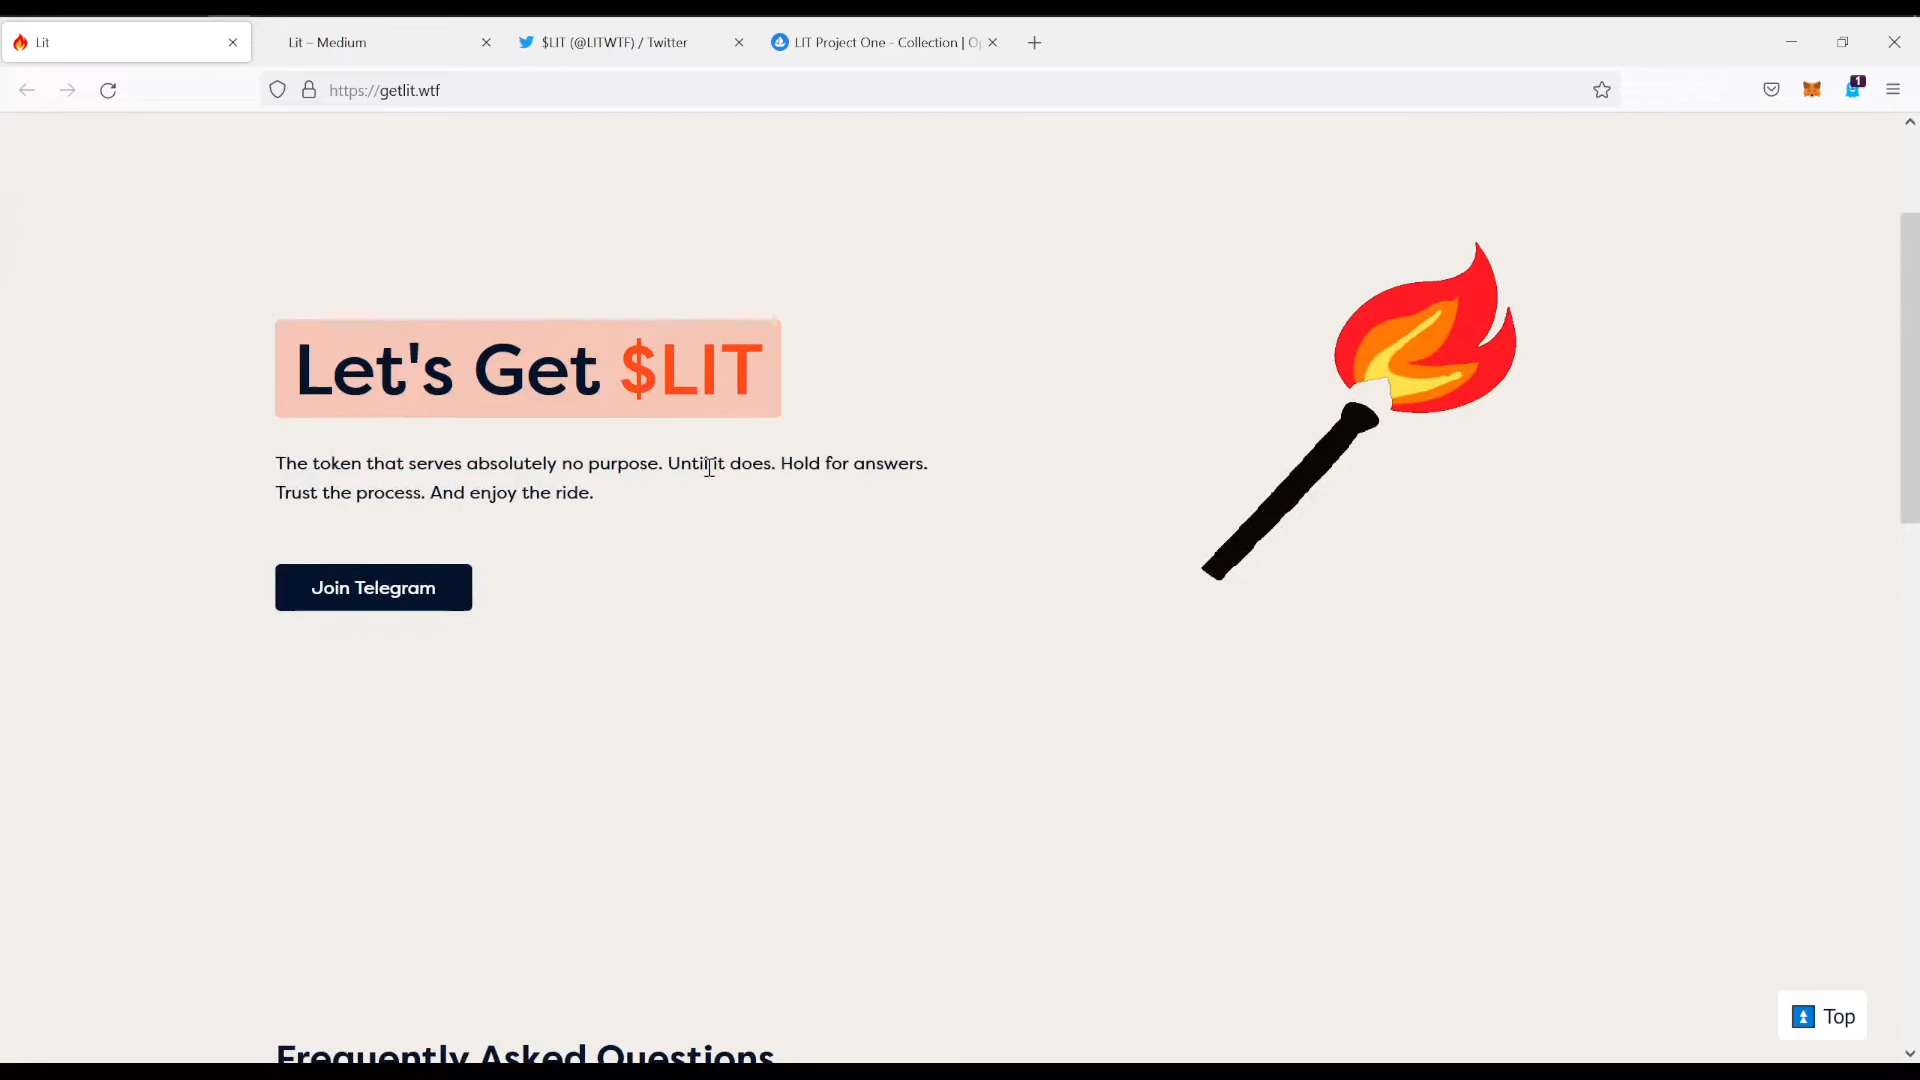 Lit
Lit – Medium
$LIT (@LITWTF) / Twitter
LIT Project One - Collection | Op
https://getlit.wtf
1
Let's Get $LIT
The token that serves absolutely no purpose. Until it does. Hold for answers.
Trust the process. And enjoy the ride.
Join Telegram
Top
Frequently Asked Questions